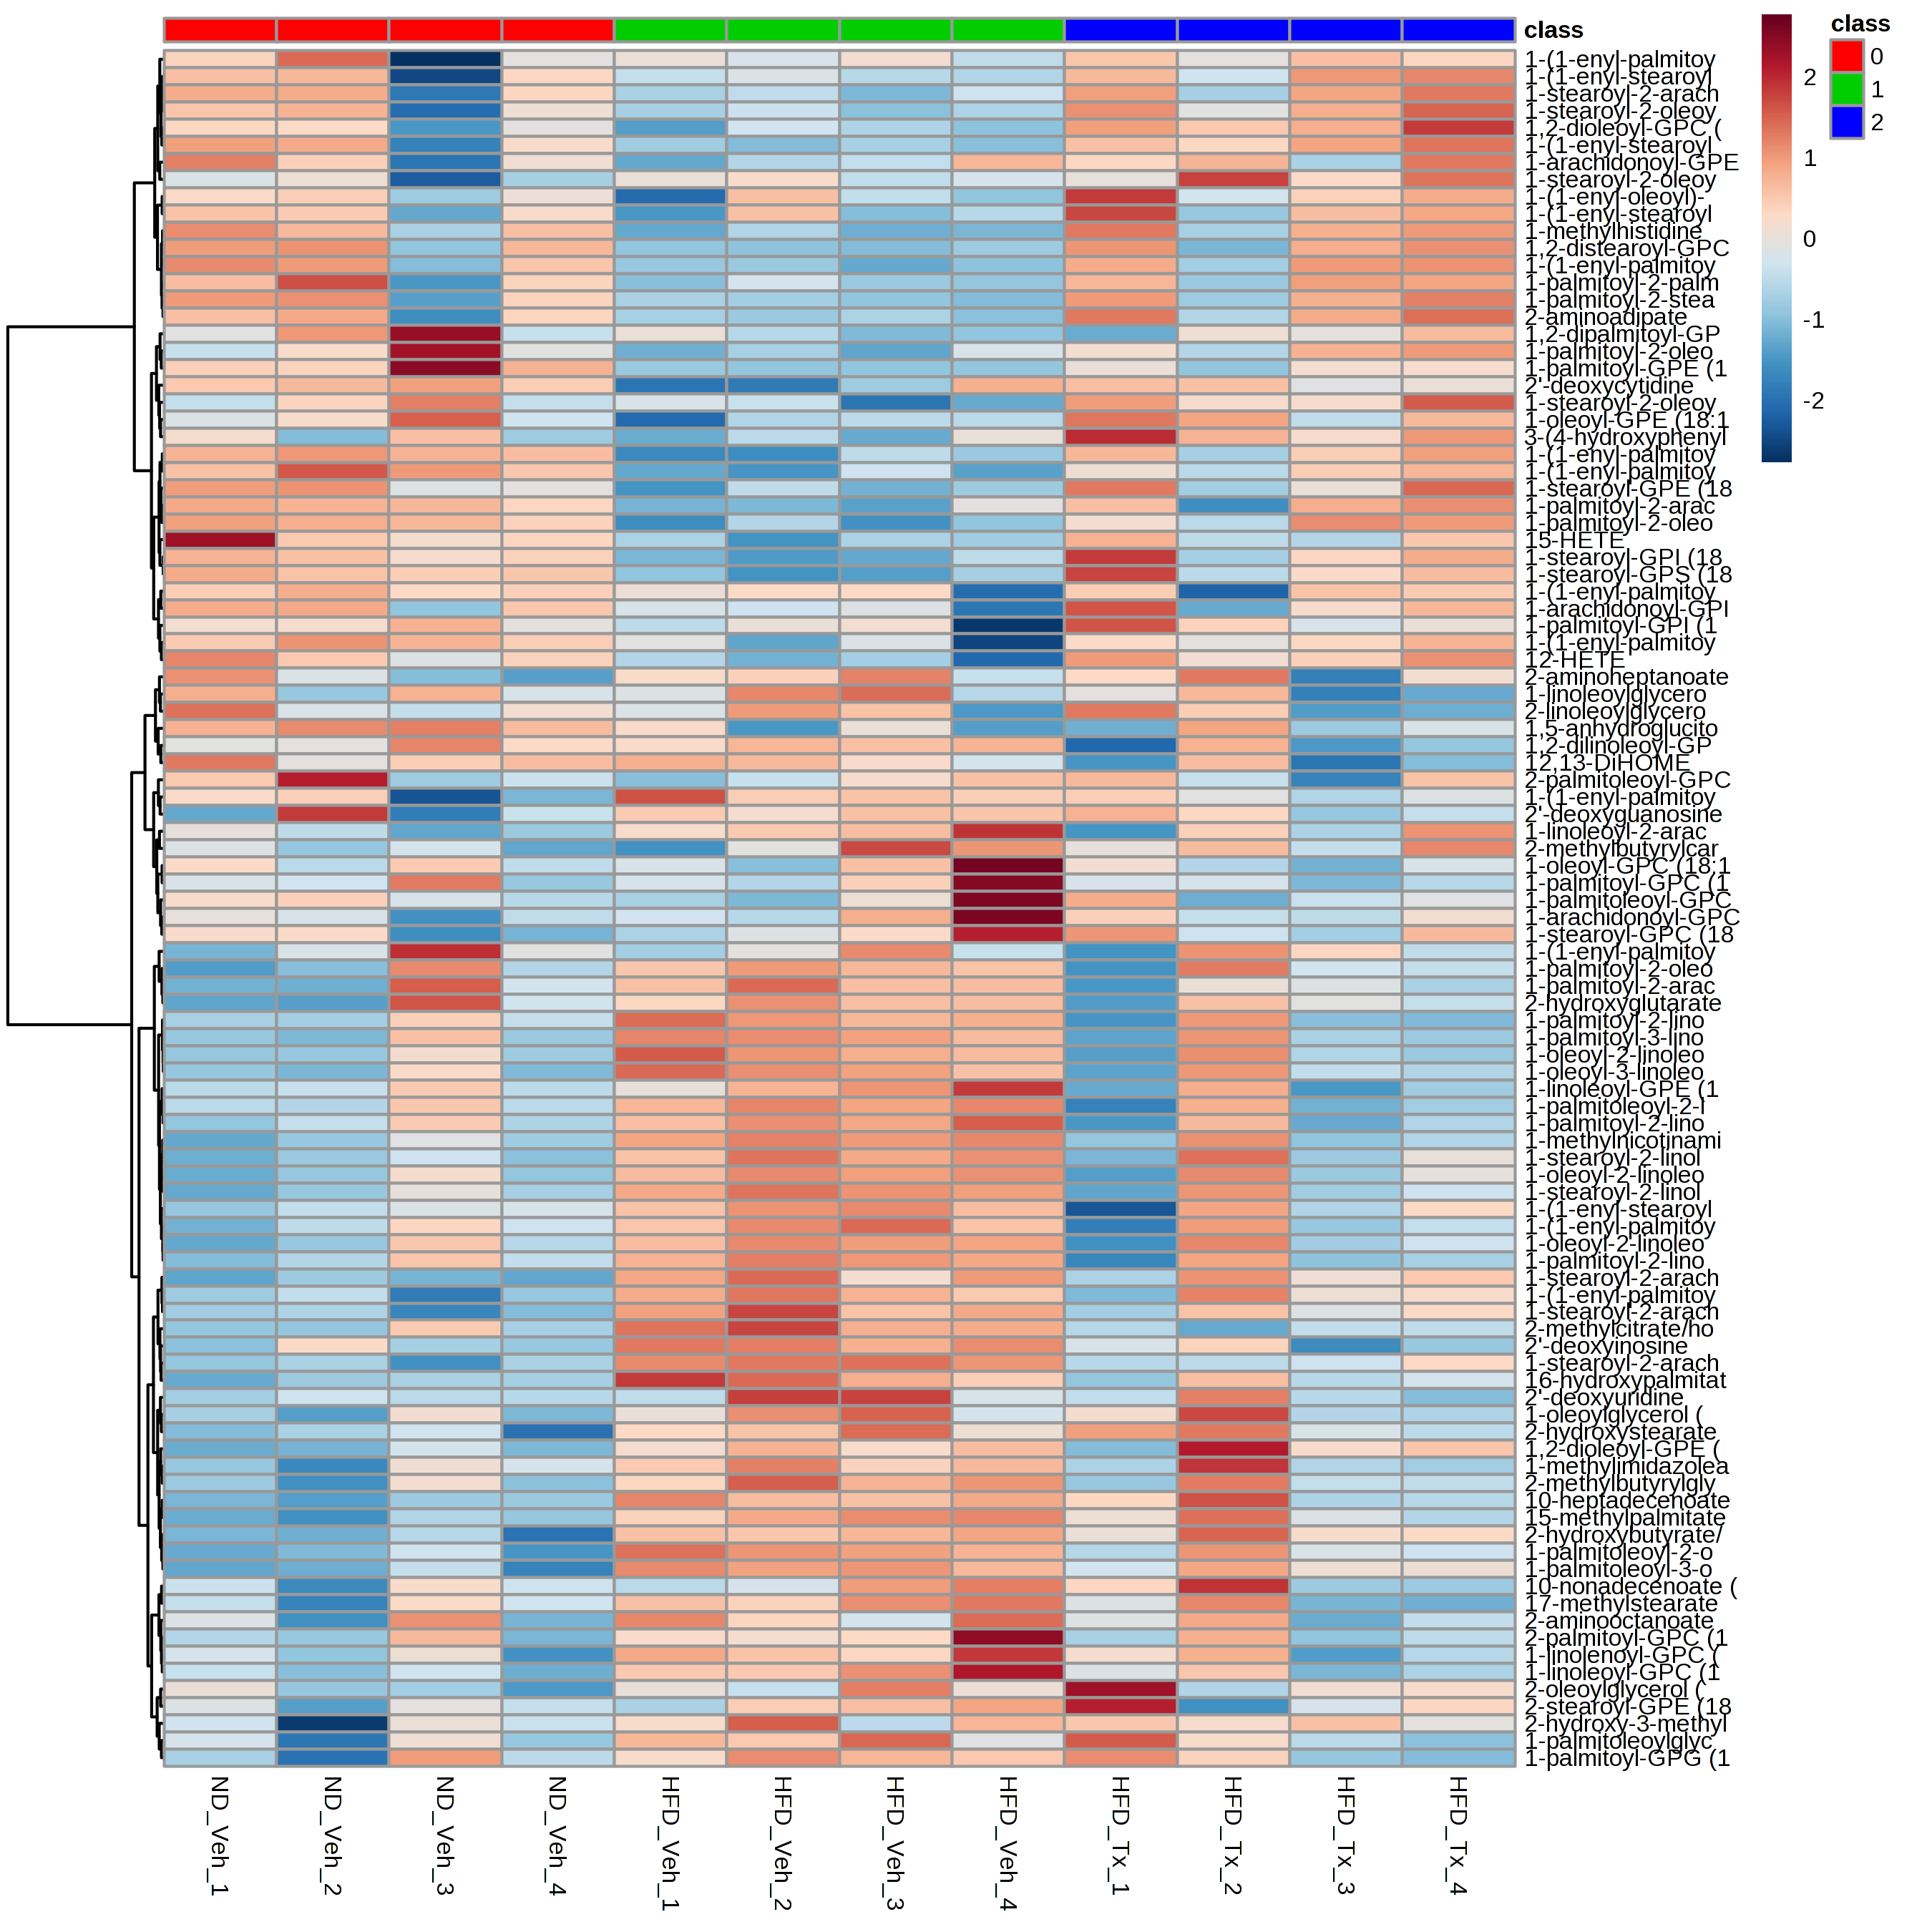 class
class
0
1
2
2
1
0
-1
-2
1-(1-enyl-palmitoy
1-(1-enyl-stearoyl
1-stearoyl-2-arach
1-stearoyl-2-oleoy
1,2-dioleoyl-GPC (
1-(1-enyl-stearoyl
1-arachidonoyl-GPE
1-stearoyl-2-oleoy
1-(1-enyl-oleoyl)-
1-(1-enyl-stearoyl
1-methylhistidine
1,2-distearoyl-GPC
1-(1-enyl-palmitoy
1-palmitoyl-2-palm
1-palmitoyl-2-stea
2-aminoadipate
1,2-dipalmitoyl-GP
1-palmitoyl-2-oleo
1-palmitoyl-GPE (1
2'-deoxycytidine
1-stearoyl-2-oleoy
1-oleoyl-GPE (18:1
3-(4-hydroxyphenyl
1-(1-enyl-palmitoy
1-(1-enyl-palmitoy
1-stearoyl-GPE (18
1-palmitoyl-2-arac
1-palmitoyl-2-oleo
15-HETE
1-stearoyl-GPI (18
1-stearoyl-GPS (18
1-(1-enyl-palmitoy
1-arachidonoyl-GPI
1-palmitoyl-GPI (1
1-(1-enyl-palmitoy
12-HETE
2-aminoheptanoate
1-linoleoylglycero
2-linoleoylglycero
1,5-anhydroglucito
1,2-dilinoleoyl-GP
12,13-DiHOME
2-palmitoleoyl-GPC
1-(1-enyl-palmitoy
2'-deoxyguanosine
1-linoleoyl-2-arac
2-methylbutyrylcar
1-oleoyl-GPC (18:1
1-palmitoyl-GPC (1
1-palmitoleoyl-GPC
1-arachidonoyl-GPC
1-stearoyl-GPC (18
1-(1-enyl-palmitoy
1-palmitoyl-2-oleo
1-palmitoyl-2-arac
2-hydroxyglutarate
1-palmitoyl-2-lino
1-palmitoyl-3-lino
1-oleoyl-2-linoleo
1-oleoyl-3-linoleo
1-linoleoyl-GPE (1
1-palmitoleoyl-2-l
1-palmitoyl-2-lino
1-methylnicotinami
1-stearoyl-2-linol
1-oleoyl-2-linoleo
1-stearoyl-2-linol
1-(1-enyl-stearoyl
1-(1-enyl-palmitoy
1-oleoyl-2-linoleo
1-palmitoyl-2-lino
1-stearoyl-2-arach
1-(1-enyl-palmitoy
1-stearoyl-2-arach
2-methylcitrate/ho
2'-deoxyinosine
1-stearoyl-2-arach
16-hydroxypalmitat
2'-deoxyuridine
1-oleoylglycerol (
2-hydroxystearate
1,2-dioleoyl-GPE (
1-methylimidazolea
2-methylbutyrylgly
10-heptadecenoate
15-methylpalmitate
2-hydroxybutyrate/
1-palmitoleoyl-2-o
1-palmitoleoyl-3-o
10-nonadecenoate (
17-methylstearate
2-aminooctanoate
2-palmitoyl-GPC (1
1-linolenoyl-GPC (
1-linoleoyl-GPC (1
2-oleoylglycerol (
2-stearoyl-GPE (18
2-hydroxy-3-methyl
1-palmitoleoylglyc
1-palmitoyl-GPG (1
ND_Veh_1
ND_Veh_2
ND_Veh_3
ND_Veh_4
HFD_Veh_1
HFD_Veh_2
HFD_Veh_3
HFD_Veh_4
HFD_Tx_1
HFD_Tx_2
HFD_Tx_3
HFD_Tx_4